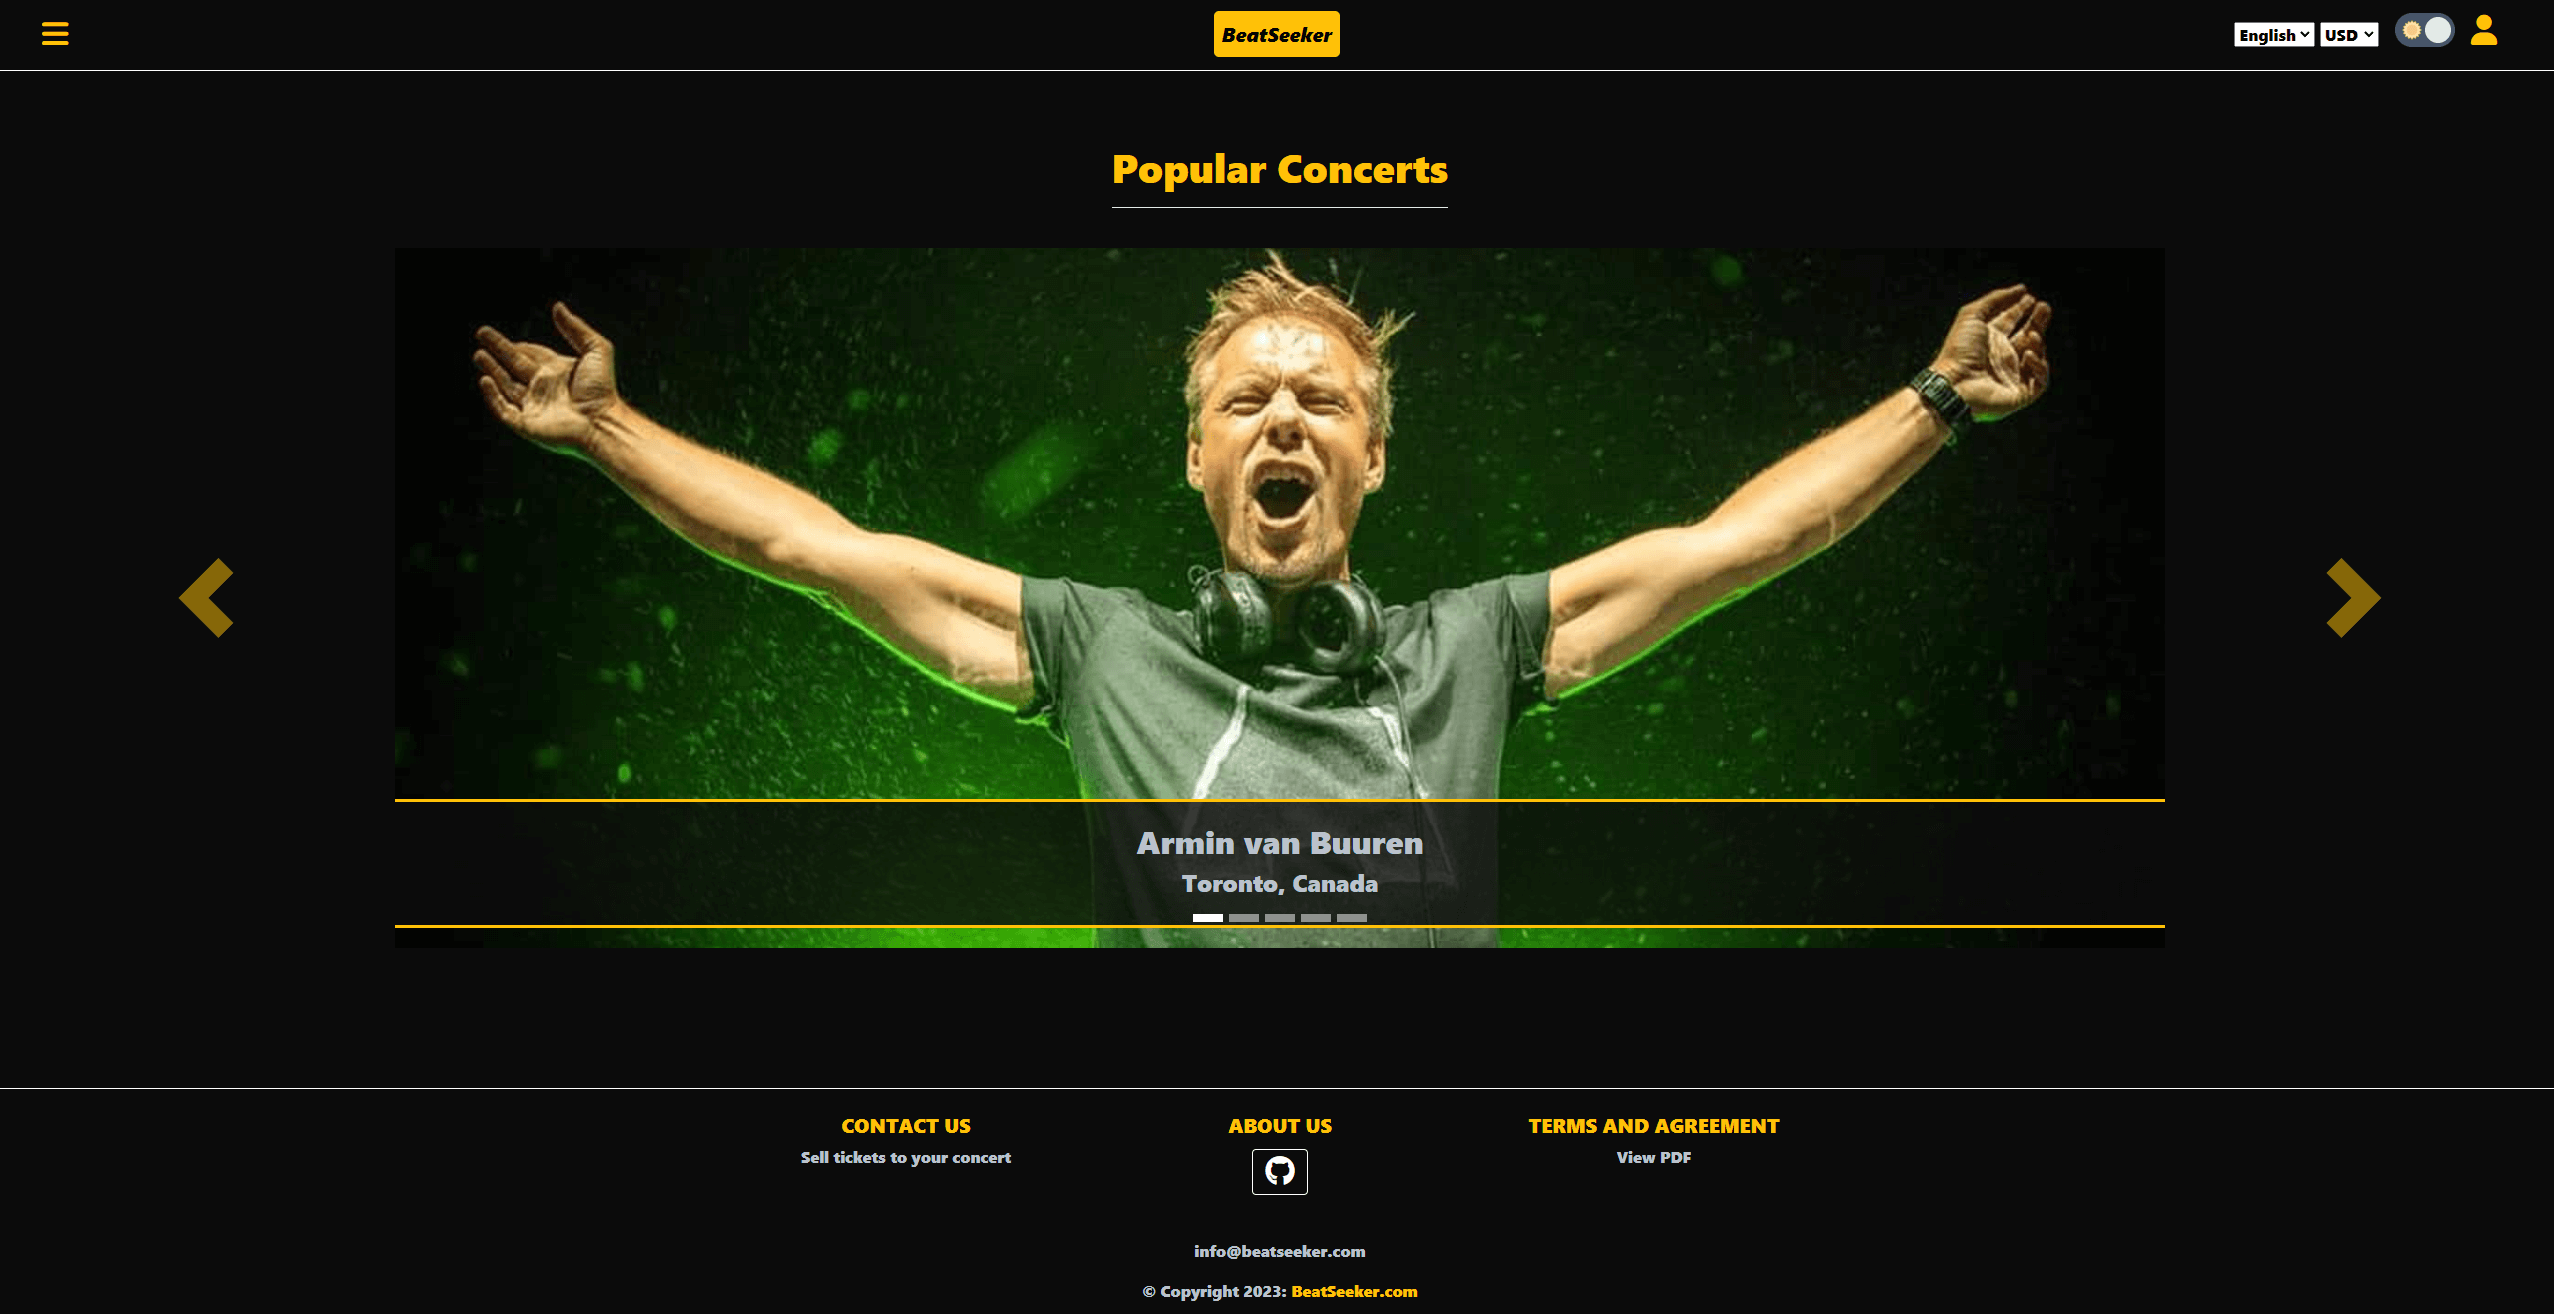 BeatSeeker
English
USD
Popular Concerts
Armin van Buuren
Toronto, Canada
CONTACT US
Sell tickets to your concert
ABOUT US
TERMS AND AGREEMENT
View PDF
info@beatseeker.com
© Copyright 2023: BeatSeeker.com